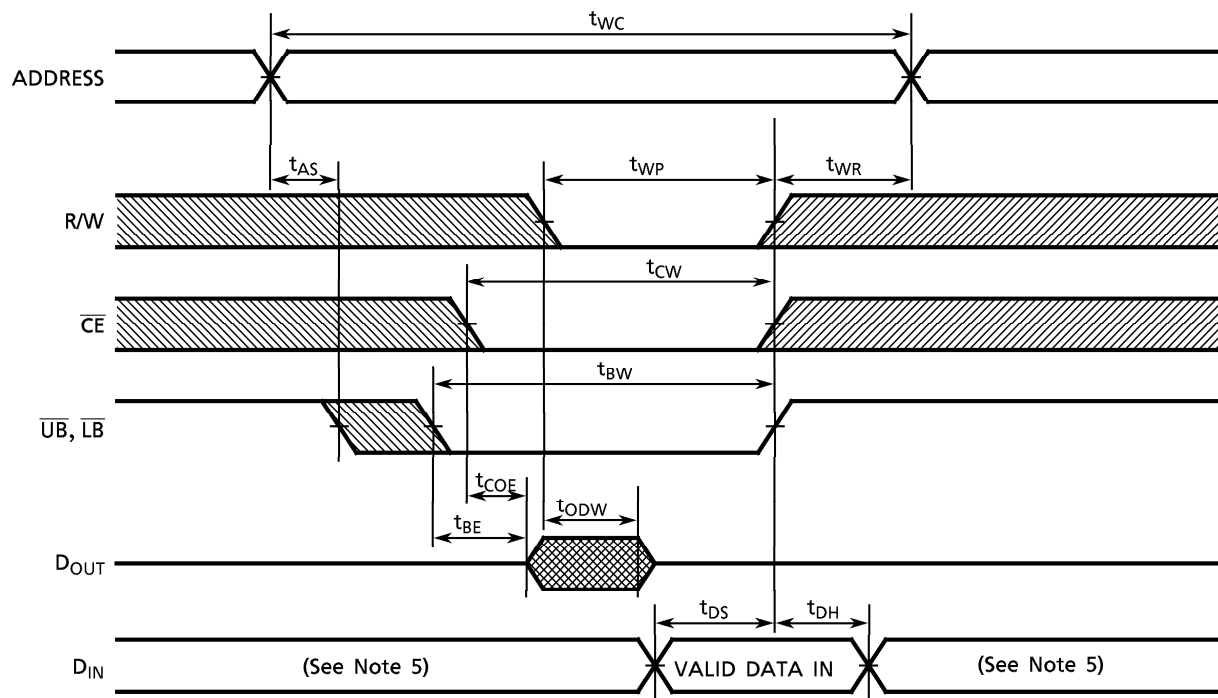 tWC
ADDRESS
tAS
tWP
tWR
R/W
tCW
CE
tBW
UB, LB
tCOE
tODW
tBE
DOUT
tDS
tDH
DIN
(See Note 5)
VALID DATA IN
(See Note 5)